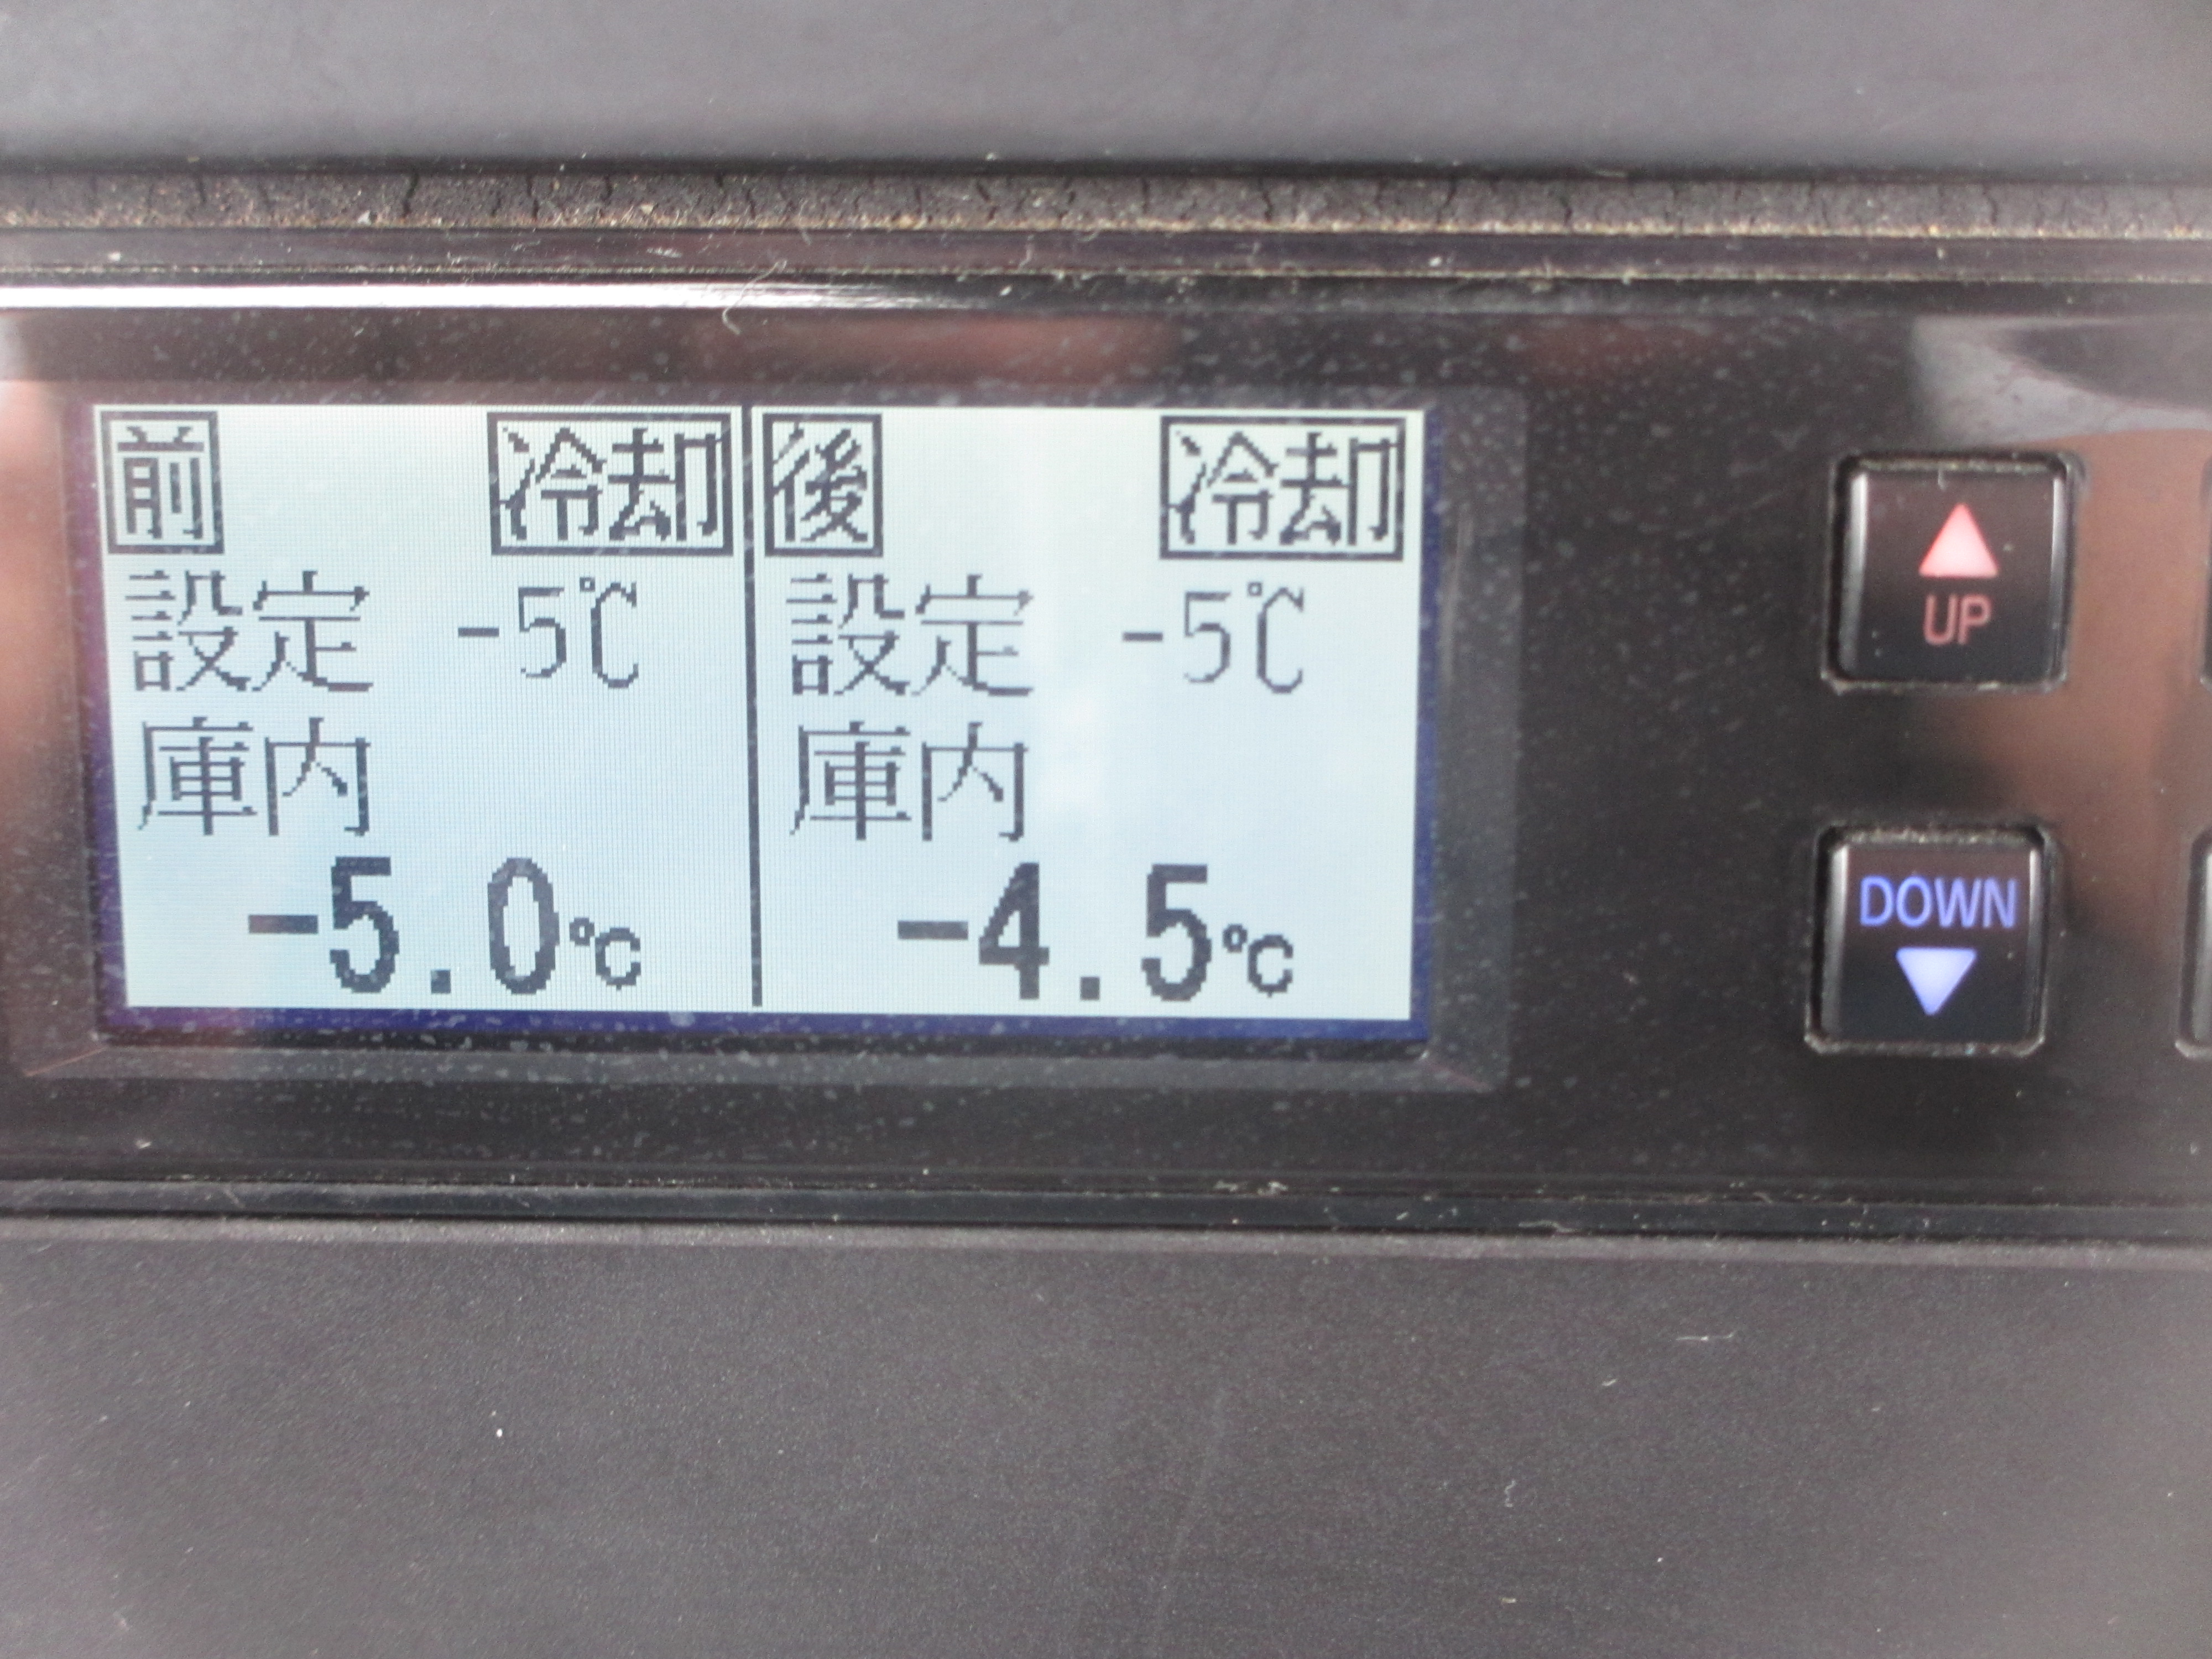 前 冷却
設定 -5℃
庫内
-5.0℃
後 冷却
設定 -5℃
庫内
-4.5℃
UP
DOWN